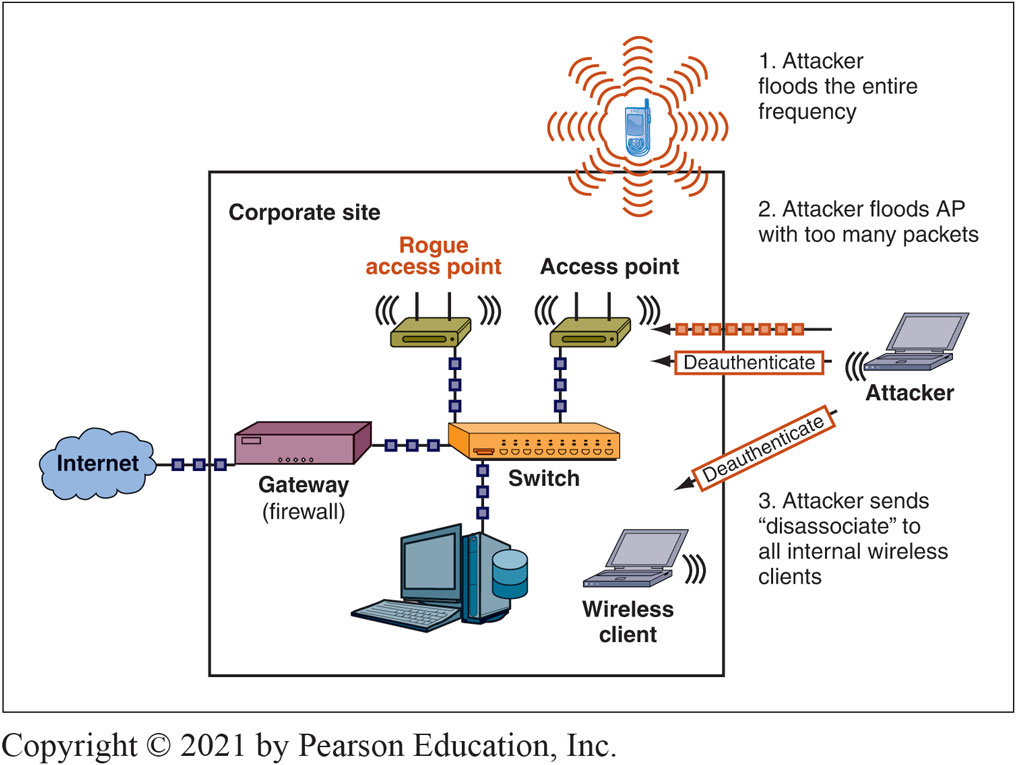 1. Attacker
floods the entire
frequency
Corporate site
2. Attacker floods AP
with too many packets
Rogue
access point
Access point
Deauthenticate
Attacker
Deauthenticate
Internet
Gateway
(firewall)
Switch
3. Attacker sends
“disassociate” to
all internal wireless
clients
Wireless
client
Copyright © 2021 by Pearson Education, Inc.